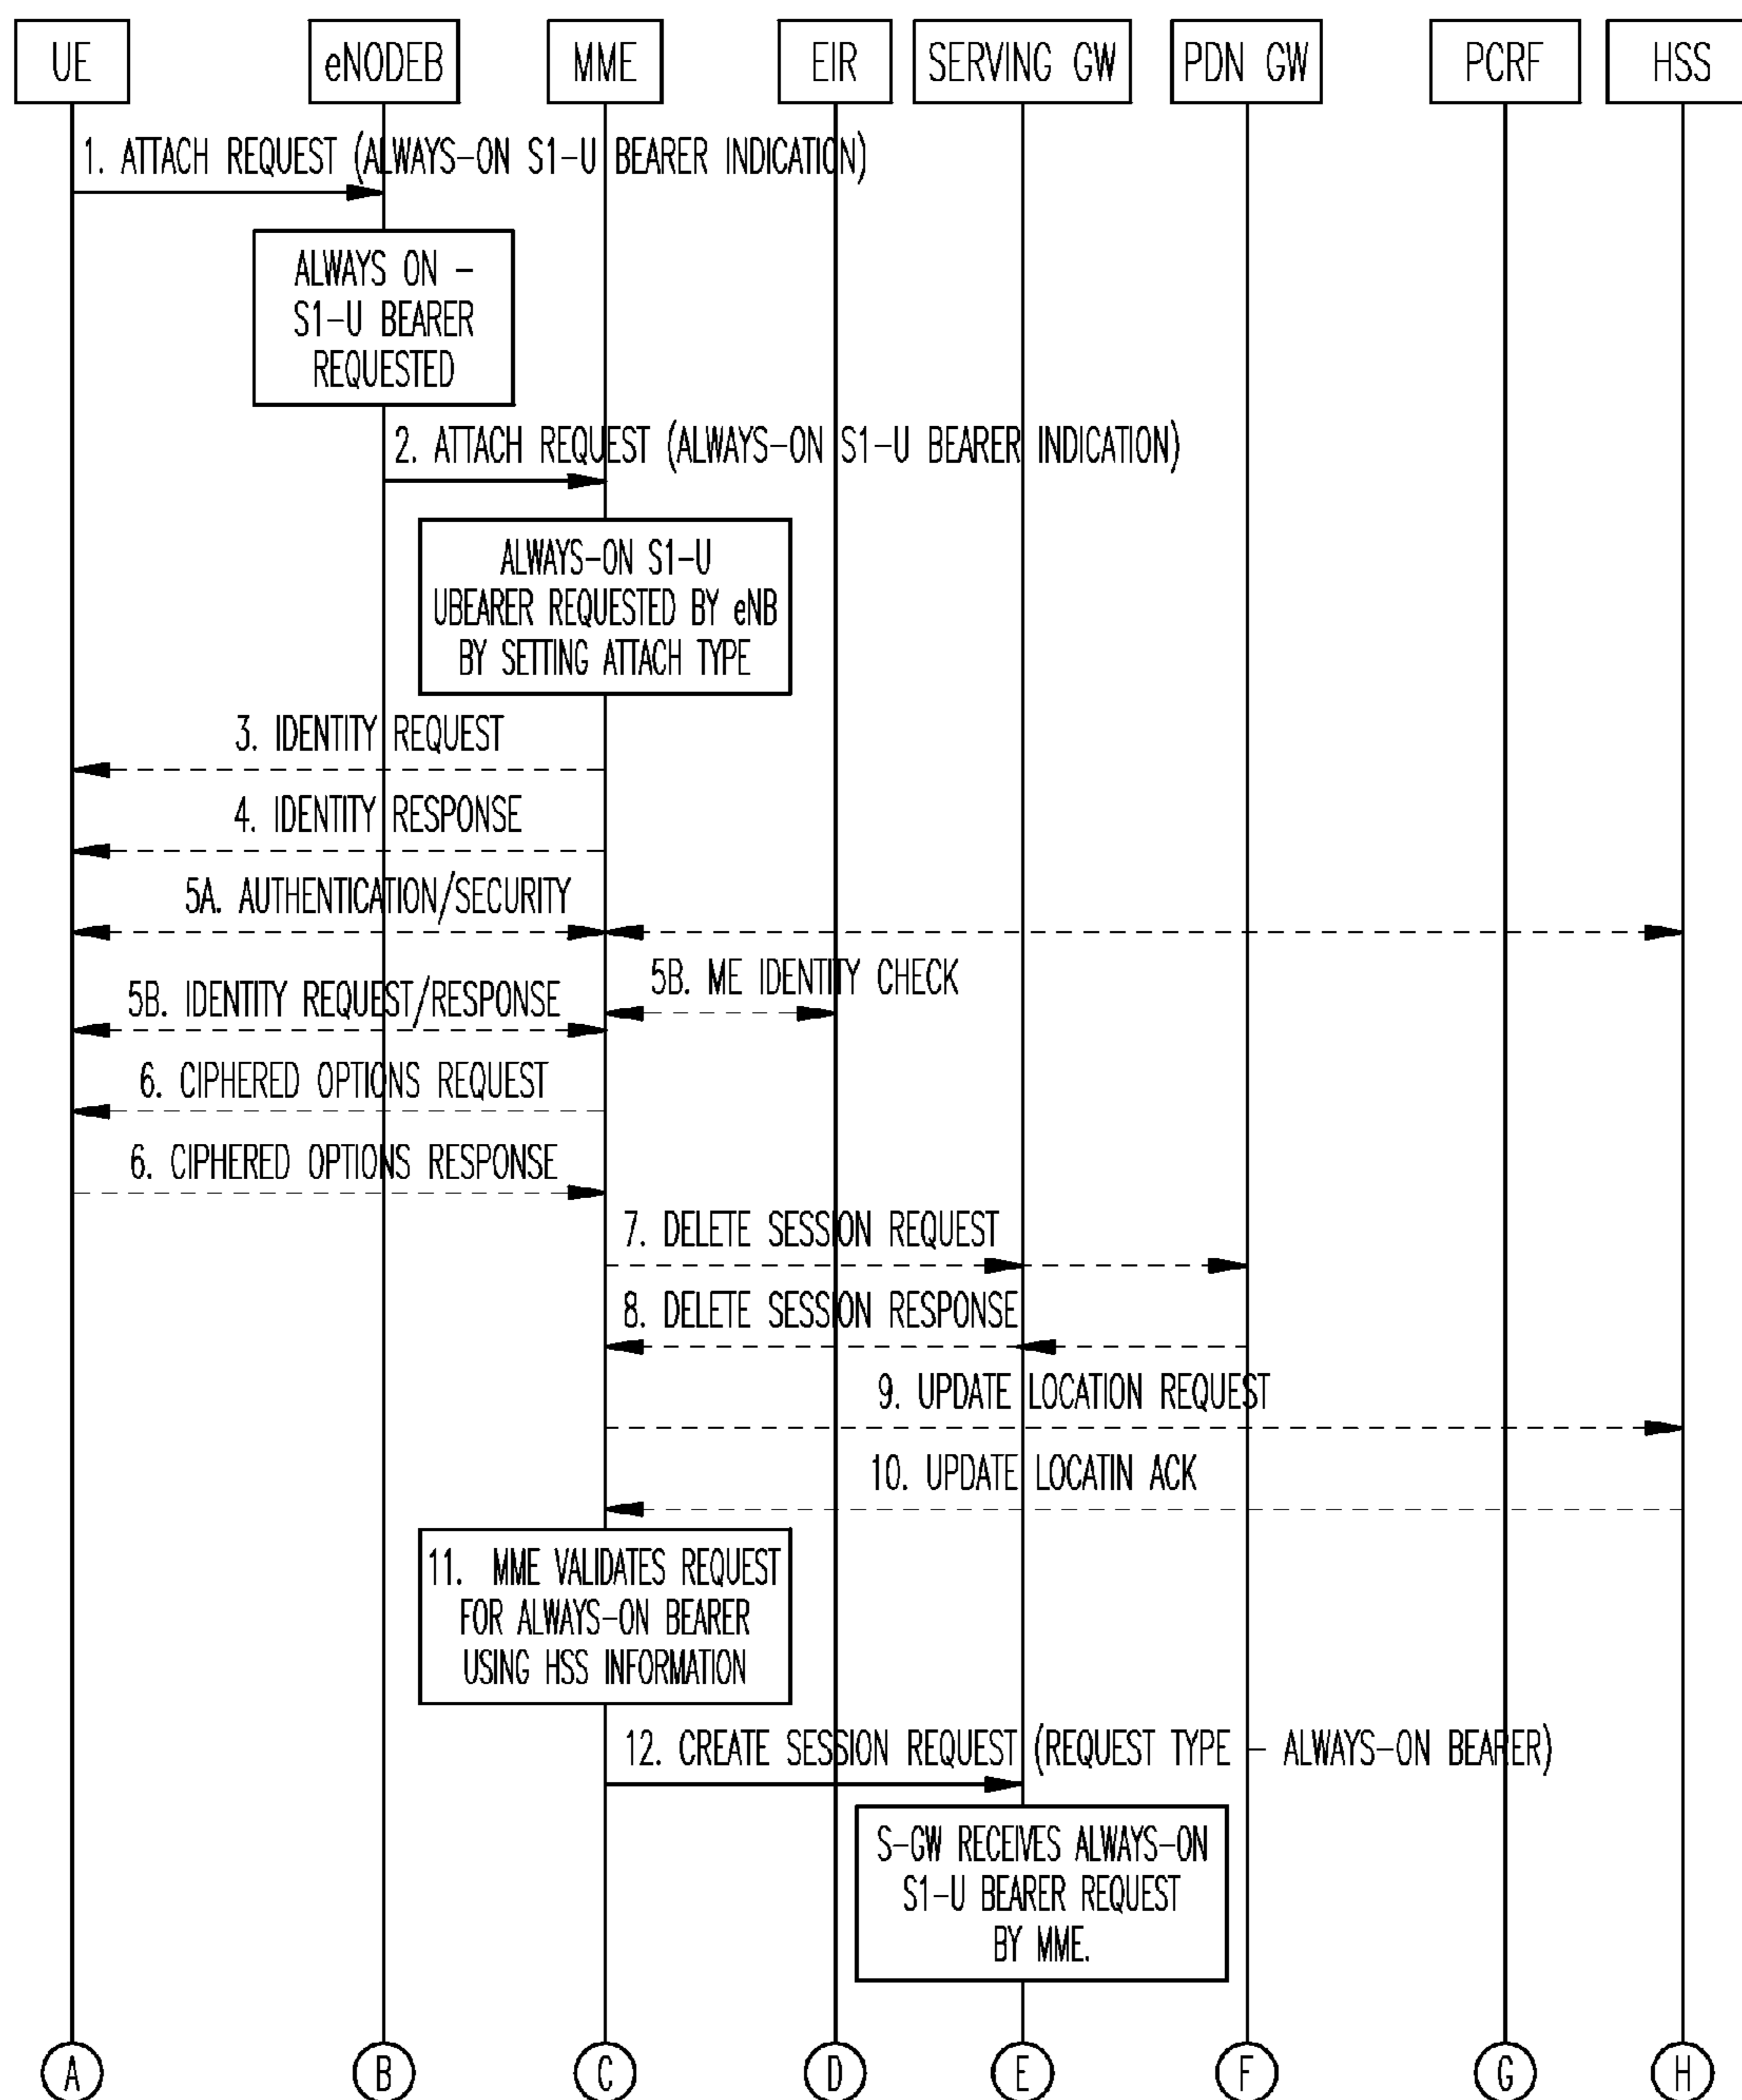 UE eNODEB MME EIR SERVING GW PDN GW PCRF HSS
1. ATTACH REQUEST (ALWAYS-ON S1-U BEARER INDICATION)
ALWAYS ON -
S1-U BEARER
REQUESTED
2. ATTACH REQUEST (ALWAYS-ON S1-U BEARER INDICATION)
ALWAYS-ON S1-U
UBEARER REQUESTED BY eNB
BY SETTING ATTACH TYPE
3. IDENTITY REQUEST
4. IDENTITY RESPONSE
5A. AUTHENTICATION/SECURITY
5B. ME IDENTITY CHECK
5B. IDENTITY REQUEST/RESPONSE
6. CIPHERED OPTIONS REQUEST
6. CIPHERED OPTIONS RESPONSE
7. DELETE SESSION REQUEST
8. DELETE SESSION RESPONSE
9. UPDATE LOCATION REQUEST
10. UPDATE LOCATIN ACK
11. MME VALIDATES REQUEST
FOR ALWAYS-ON BEARER
USING HSS INFORMATION
12. CREATE SESSION REQUEST (REQUEST TYPE - ALWAYS-ON BEARER)
S-GW RECEIVES ALWAYS-ON
S1-U BEARER REQUEST
BY MME.
A B C D E F G H